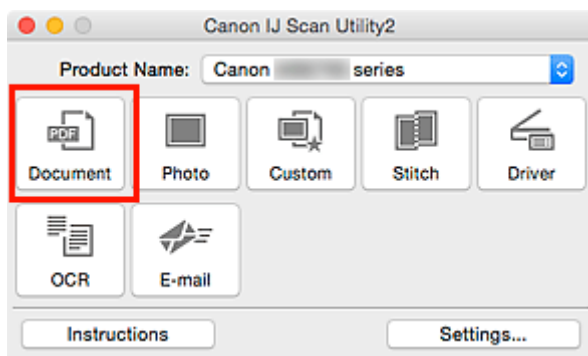 Canon IJ Scan Utility2
Product Name: Canon series
PDF
Document Photo Custom Stitch Driver
OCR E-mail
Instructions Settings...